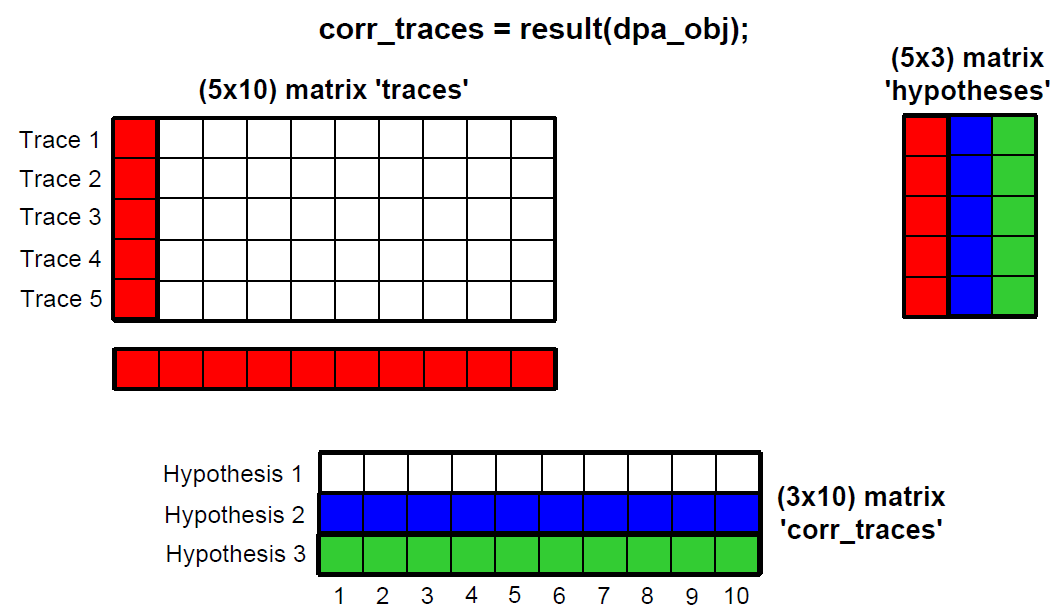 corr_traces = result(dpa_obj);
(5x10) matrix 'traces'
(5x3) matrix
'hypotheses'
Trace 1
Trace 2
Trace 3
Trace 4
Trace 5
Hypothesis 1
Hypothesis 2
Hypothesis 3
(3x10) matrix
'corr_traces'
1 2 3 4 5 6 7 8 9 10